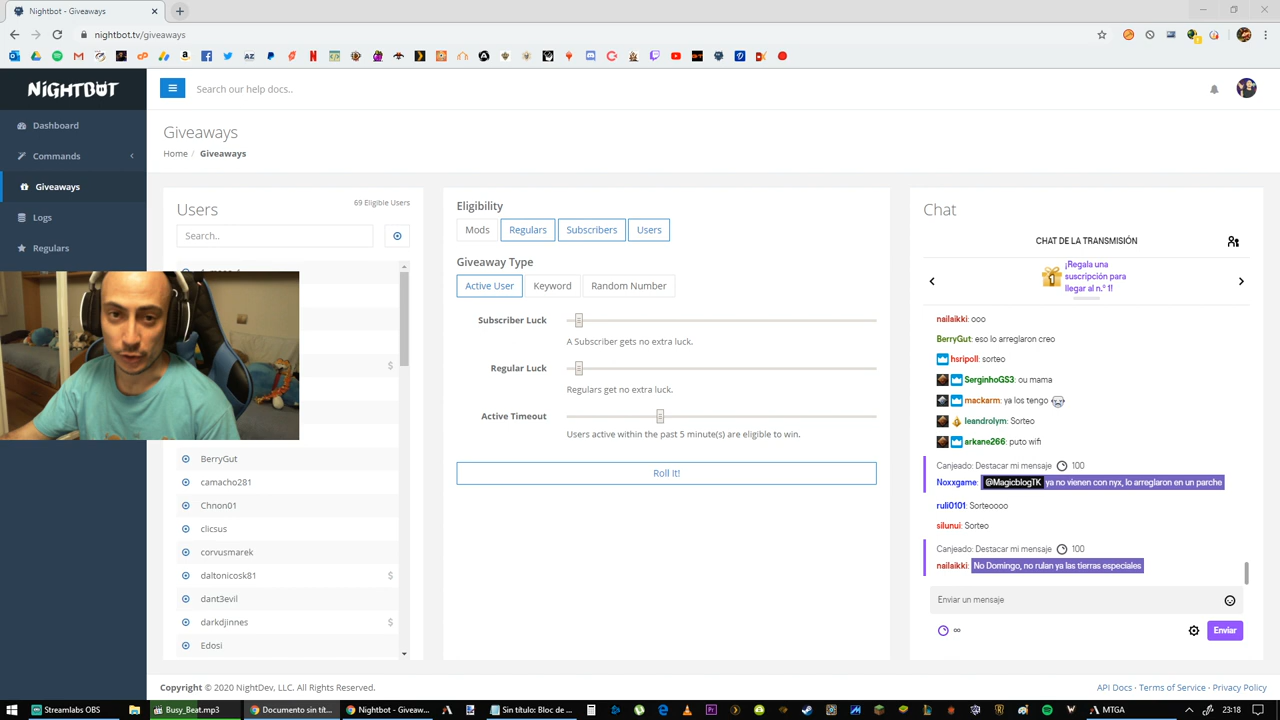 Nightbot - Giveaways
nightbot.tv/giveaways
NIGHTBOT
Search our help docs..
Dashboard
Commands
Giveaways
Logs
Regulars
Giveaways
Home / Giveaways
Users
69 Eligible Users
Search..
BerryGut
camacho281
Chnon01
clicsus
corvusmarek
daltonicosk81
$
dant3evil
darkdjinnes
$
Edosi
Eligibility
Mods Regulars Subscribers Users
Giveaway Type
Active User Keyword Random Number
Subscriber Luck
A Subscriber gets no extra luck.
Regular Luck
Regulars get no extra luck.
Active Timeout
Users active within the past 5 minute(s) are eligible to win.
Roll It!
Chat
CHAT DE LA TRANSMISIÓN
¡Regala una
suscripción para
llegar al n.º 1!
nailaikki: ooo
BerryGut: eso lo arreglaron creo
hsripoll: sorteo
SerginhoGS3: ou mama
mackarm: ya los tengo
leandrolym: Sorteo
arkane266: puto wifi
Canjeado: Destacar mi mensaje 100
Noxxgame: @MagicblogTK ya no vienen con nyx, lo arreglaron en un parche
ruli0101: Sorteoooo
silunui: Sorteo
Canjeado: Destacar mi mensaje 100
nailaikki: No Domingo, no rulan ya las tierras especiales
Enviar un mensaje
∞
Enviar
Copyright © 2020 NightDev, LLC. All Rights Reserved.
API Docs · Terms of Service · Privacy Policy
Streamlabs OBS
Busy_Beat.mp3
Documento sin tít...
Nightbot - Giveaw...
Sin título: Bloc de ...
MTGA
23:18